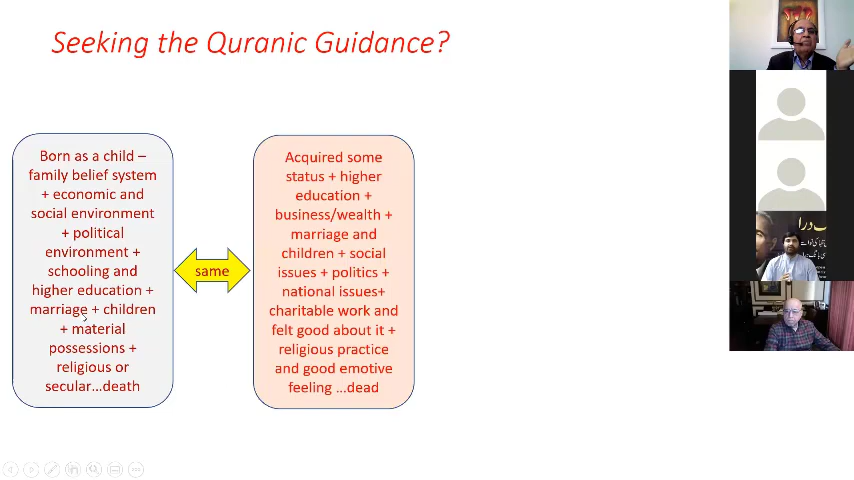 Seeking the Quranic Guidance?
Born as a child –
family belief system
+ economic and
social environment
+ political
environment +
schooling and
higher education +
marriage + children
+ material
possessions +
religious or
secular...death
same
Acquired some
status + higher
education +
business/wealth +
marriage and
children + social
issues + politics +
national issues+
charitable work and
felt good about it +
religious practice
and good emotive
feeling ...dead